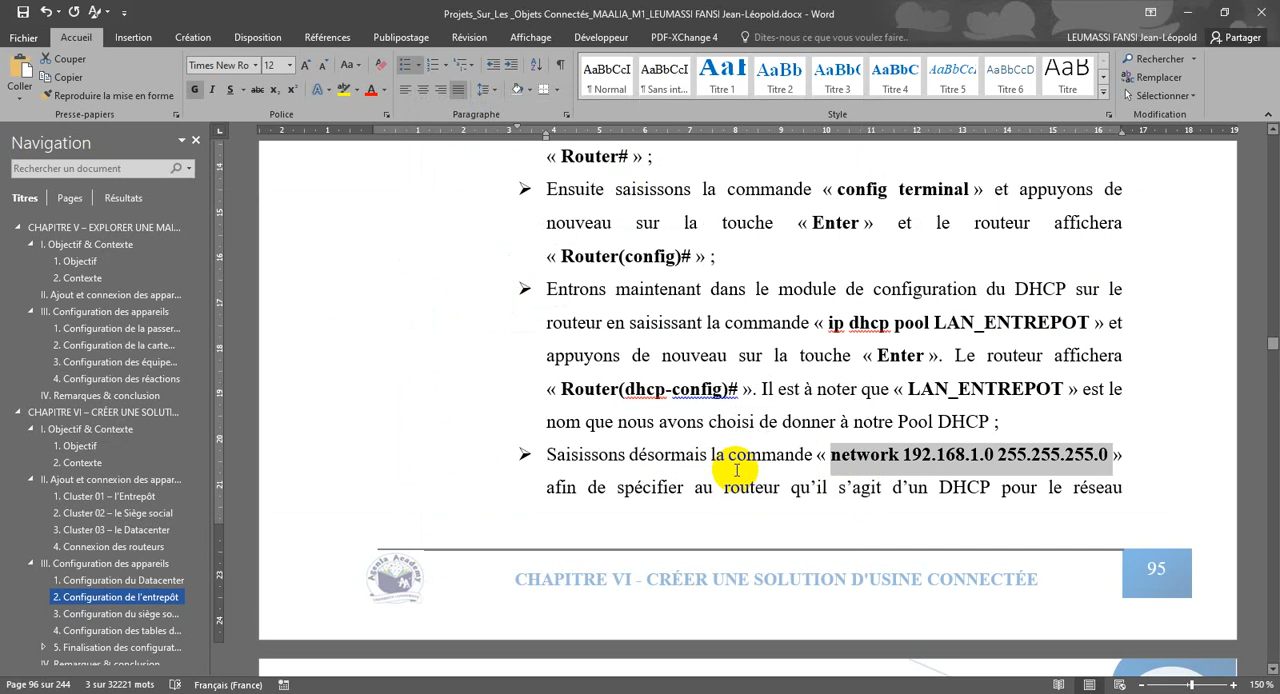 Projets_Sur_Les _Objets Connectés_MAALIA_M1_LEUMASSI FANSI Jean-Léopold.docx - Word
Fichier Accueil Insertion Création Disposition Références Publipostage Révision Affichage Développeur PDF-XChange 4 Dites-nous ce que vous voulez faire... LEUMASSI FANSI Jean-Léopold Partager
Coller
Couper
Copier
Reproduire la mise en forme
Presse-papiers
Times New Ro 12
G I S abc x₂ x²
Police
Paragraphe
AaBbCcI AaBbCcI AaBl AaBb AaBb( AaBbC AaBbCc. AaBbCcD AaBl
¶ Normal ¶ Sans int... Titre 1 Titre 2 Titre 3 Titre 4 Titre 5 Titre 6 Titre
Style
Rechercher
Remplacer
Sélectionner
Modification
Navigation
Rechercher un document
Titres Pages Résultats
CHAPITRE V – EXPLORER UNE MAI...
I. Objectif & Contexte
1. Objectif
2. Contexte
II. Ajout et connexion des appar...
III. Configuration des appareils
1. Configuration de la passer...
2. Configuration de la carte...
3. Configuration des équipe...
4. Configuration des réactions
IV. Remarques & conclusion
CHAPITRE VI - CRÉER UNE SOLUTI...
I. Objectif & Contexte
1. Objectif
2. Contexte
II. Ajout et connexion des appar...
1. Cluster 01 – l'Entrepôt
2. Cluster 02 – le Siège social
3. Cluster 03 – le Datacenter
4. Connexion des routeurs
III. Configuration des appareils
1. Configuration du Datacenter
2. Configuration de l'entrepôt
3. Configuration du siège so...
4. Configuration des tables d...
5. Finalisation des configurat...
IV. Remarques & conclusion
« Router# » ;
Ensuite saisissons la commande « config terminal » et appuyons de
nouveau sur la touche « Enter » et le routeur affichera
« Router(config)# » ;
Entrons maintenant dans le module de configuration du DHCP sur le
routeur en saisissant la commande « ip dhcp pool LAN_ENTREPOT » et
appuyons de nouveau sur la touche « Enter ». Le routeur affichera
« Router(dhcp-config)# ». Il est à noter que « LAN_ENTREPOT » est le
nom que nous avons choisi de donner à notre Pool DHCP ;
Saisissons désormais la commande « network 192.168.1.0 255.255.255.0 »
afin de spécifier au routeur qu'il s'agit d'un DHCP pour le réseau
CHAPITRE VI - CRÉER UNE SOLUTION D'USINE CONNECTÉE 95
Page 96 sur 244 3 sur 32221 mots Français (France) 150 %